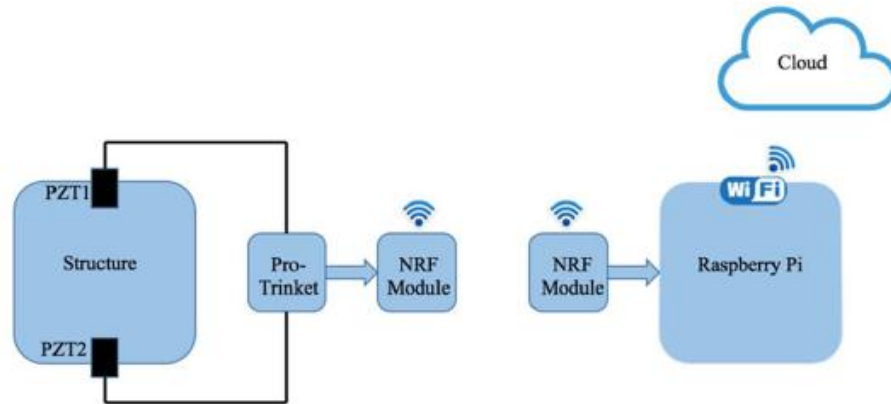 Cloud
PZT1
WiFi
Structure
Pro-
Trinket
NRF
Module
NRF
Module
Raspberry Pi
PZT2